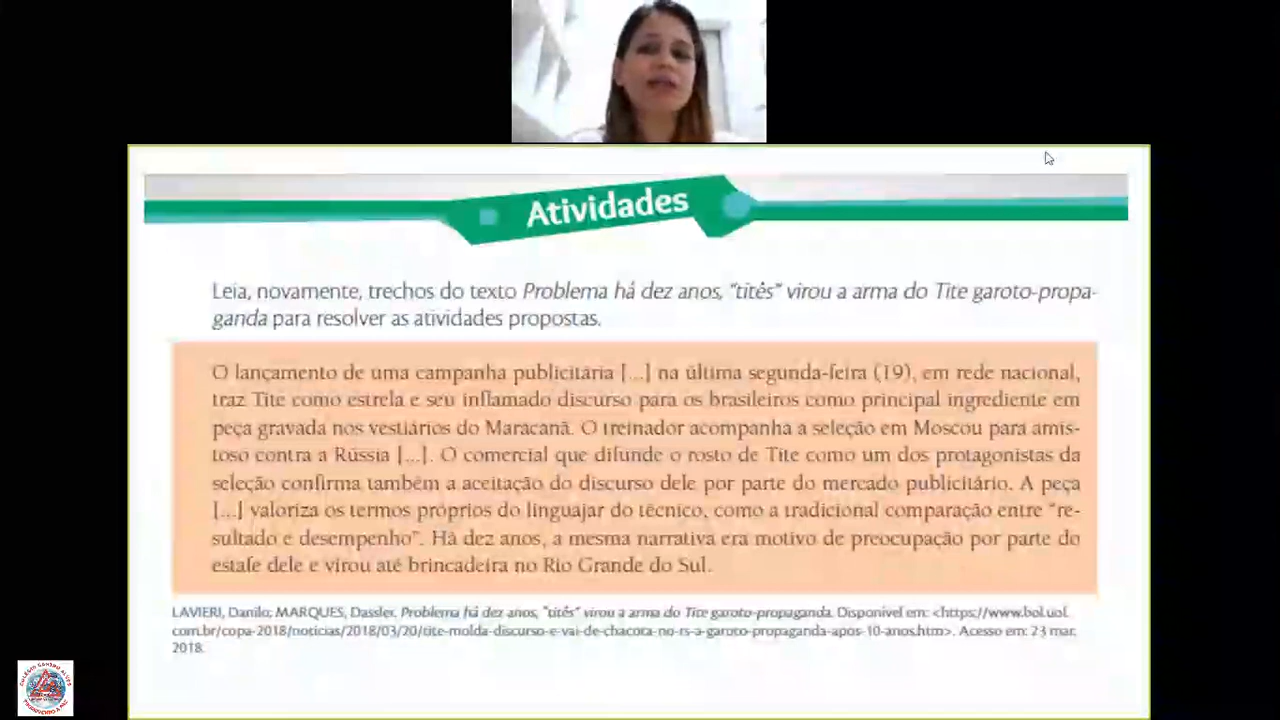 Atividades
Leia, novamente, trechos do texto Problema há dez anos, "titês" virou a arma do Tite garoto-propa-
ganda para resolver as atividades propostas.
O lançamento de uma campanha publicitária [...] na última segunda-feira (19), em rede nacional,
traz Tite como estrela e seu inflamado discurso para os brasileiros como principal ingrediente em
peça gravada nos vestiários do Maracanã. O treinador acompanha a seleção em Moscou para amis-
toso contra a Rússia [...]. O comercial que difunde o rosto de Tite como um dos protagonistas da
seleção confirma também a aceitação do discurso dele por parte do mercado publicitário. A peça
[...] valoriza os termos próprios do linguajar do técnico, como a tradicional comparação entre "re-
sultado e desempenho". Há dez anos, a mesma narrativa era motivo de preocupação por parte do
estafe dele e virou até brincadeira no Rio Grande do Sul.
LAVIERI, Danilo; MARQUES, Dassler. Problema há dez anos, "titês" virou a arma do Tite garoto-propaganda. Disponível em: <https://www.bol.uol.
com.br/copa-2018/noticias/2018/03/20/tite-molda-discurso-e-vai-de-chacota-no-rs-a-garoto-propaganda-apos-10-anos.htm>. Acesso em: 23 mar.
2018.